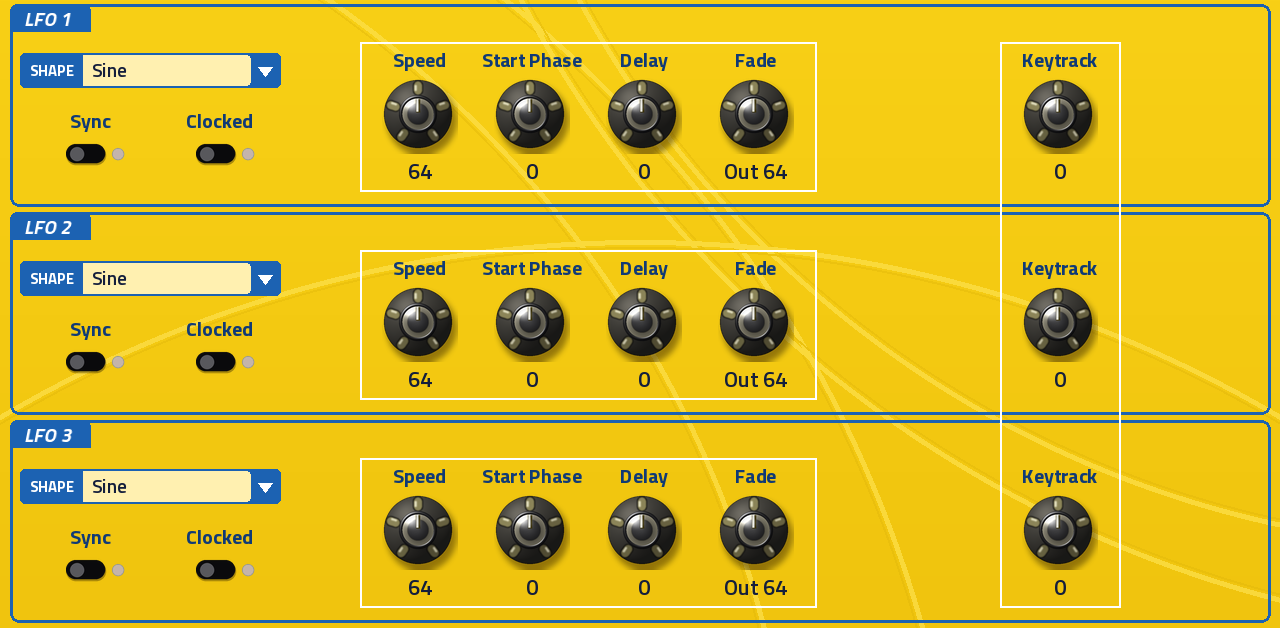 LFO 1
SHAPE Sine
Speed Start Phase Delay Fade Keytrack
Sync Clocked
64 0 0 Out 64 0
LFO 2
SHAPE Sine
Speed Start Phase Delay Fade Keytrack
Sync Clocked
64 0 0 Out 64 0
LFO 3
SHAPE Sine
Speed Start Phase Delay Fade Keytrack
Sync Clocked
64 0 0 Out 64 0